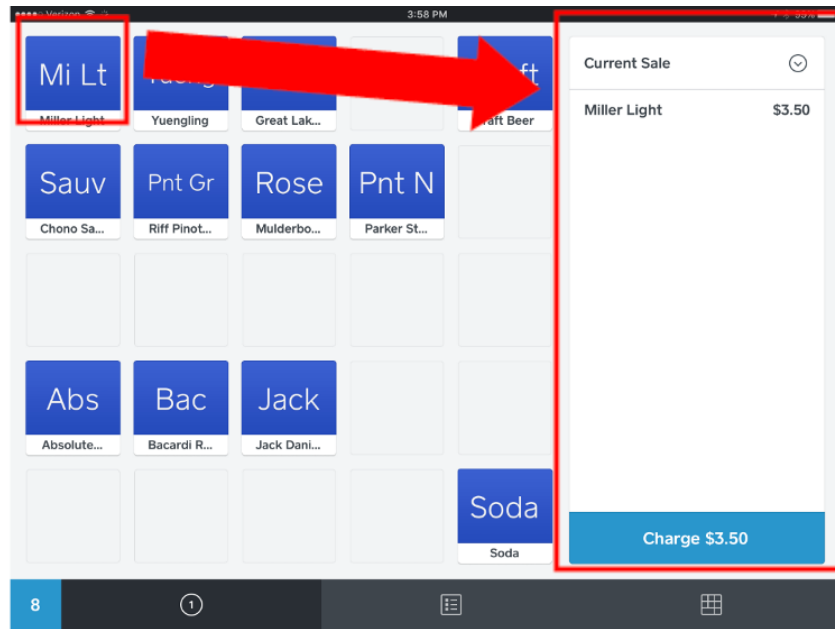 Verizon
3:58 PM
Mi Lt
Miller Light
Yuengling
Great Lak...
Craft Beer
Current Sale
Miller Light $3.50
Sauv
Pnt Gr
Rose
Pnt N
Chono Sa...
Riff Pinot...
Mulderbo...
Parker St...
Abs
Bac
Jack
Absolute...
Bacardi R...
Jack Dani...
Soda
Soda
Charge $3.50
8
1